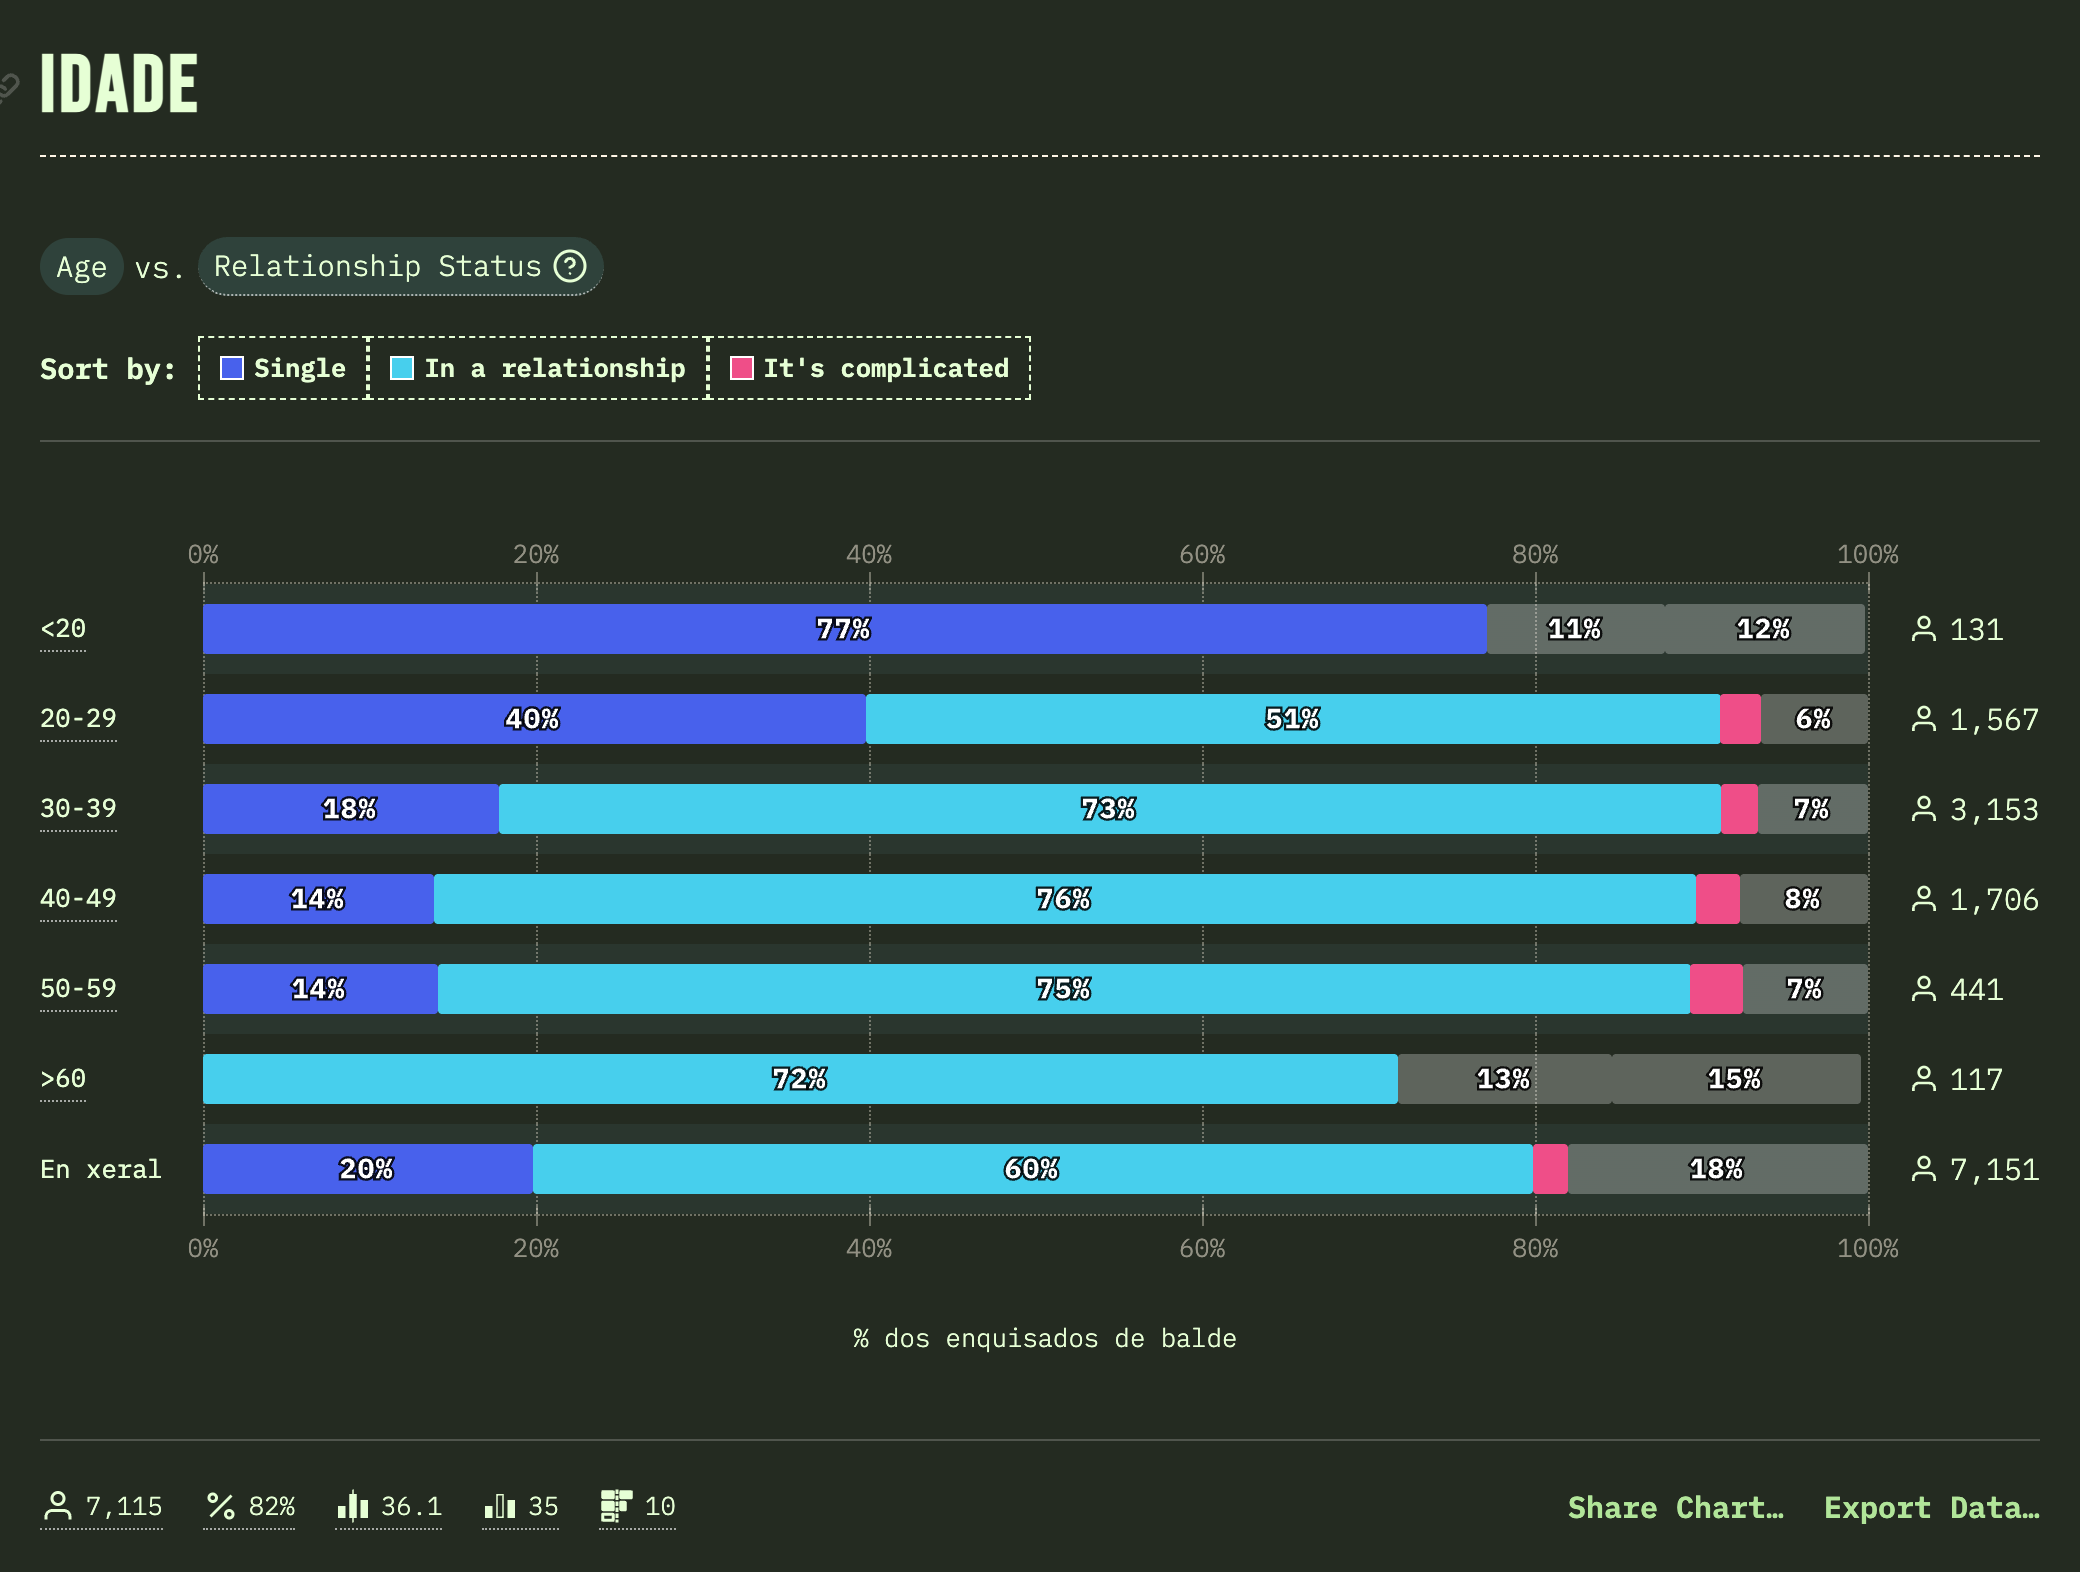 IDADE
Age vs. Relationship Status ?
Sort by: Single In a relationship It's complicated
0% 20% 40% 60% 80% 100%
<20 77% 11% 12% 131
20-29 40% 51% 6% 1,567
30-39 18% 73% 7% 3,153
40-49 14% 76% 8% 1,706
50-59 14% 75% 7% 441
>60 72% 13% 15% 117
En xeral 20% 60% 18% 7,151
0% 20% 40% 60% 80% 100%
% dos enquisados de balde
7,115 82% 36.1 35 10 Share Chart… Export Data…